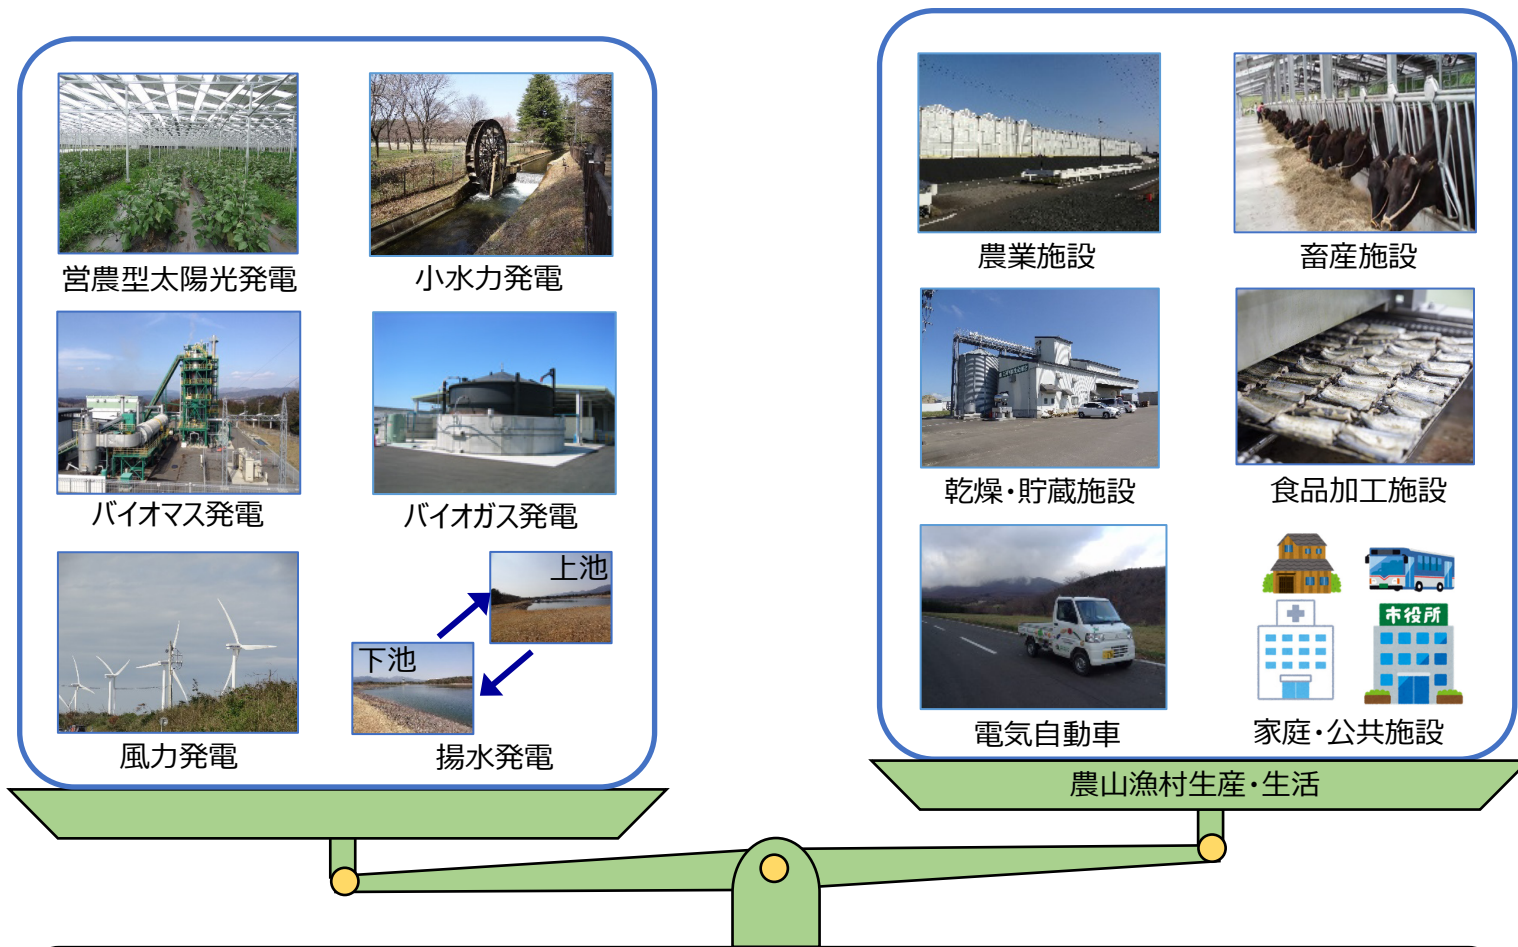 営農型太陽光発電
小水力発電
バイオマス発電
バイオガス発電
風力発電
上池
下池
揚水発電
農業施設
畜産施設
乾燥・貯蔵施設
食品加工施設
電気自動車
市役所
家庭・公共施設
農山漁村生産・生活